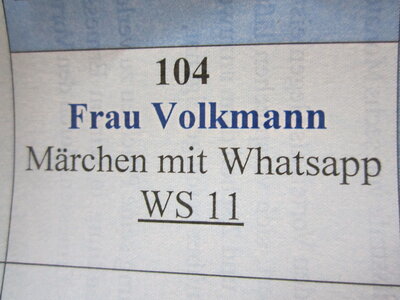 104
Frau Volkmann
Märchen mit Whatsapp
WS 11